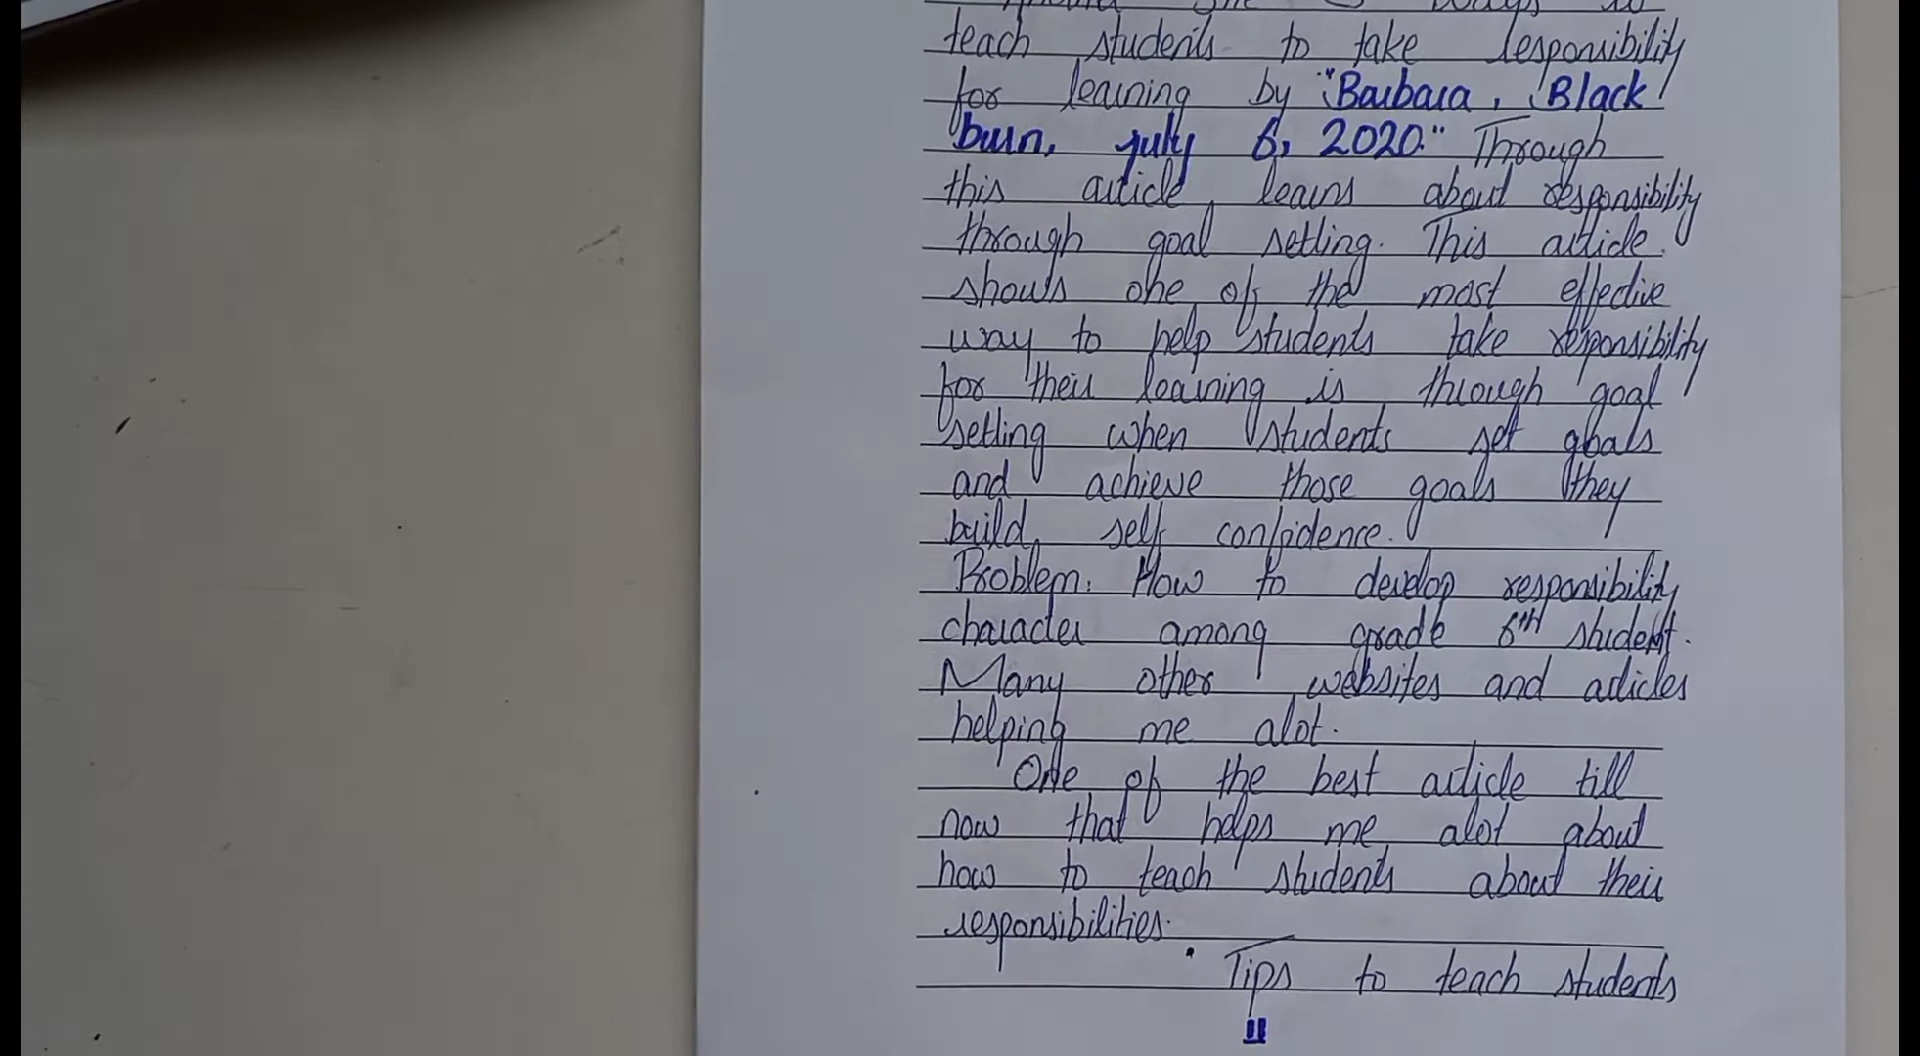 teach students to take responsibility
for learning by "Barbara, Black
burn, july 6, 2020." Through
this article, learns about responsibility
through goal setting. This article
shows one of the most effective
way to help students take responsibility
for their learning is through goal
setting when students set goals
and achieve those goals they
build self confidence.
Problem: How to develop responsibility
character among grade 6TH student.
Many other websites and articles
helping me alot.
One of the best article till
now that helps me alot about
how to teach students about their
responsibilities.
• Tips to teach students
11